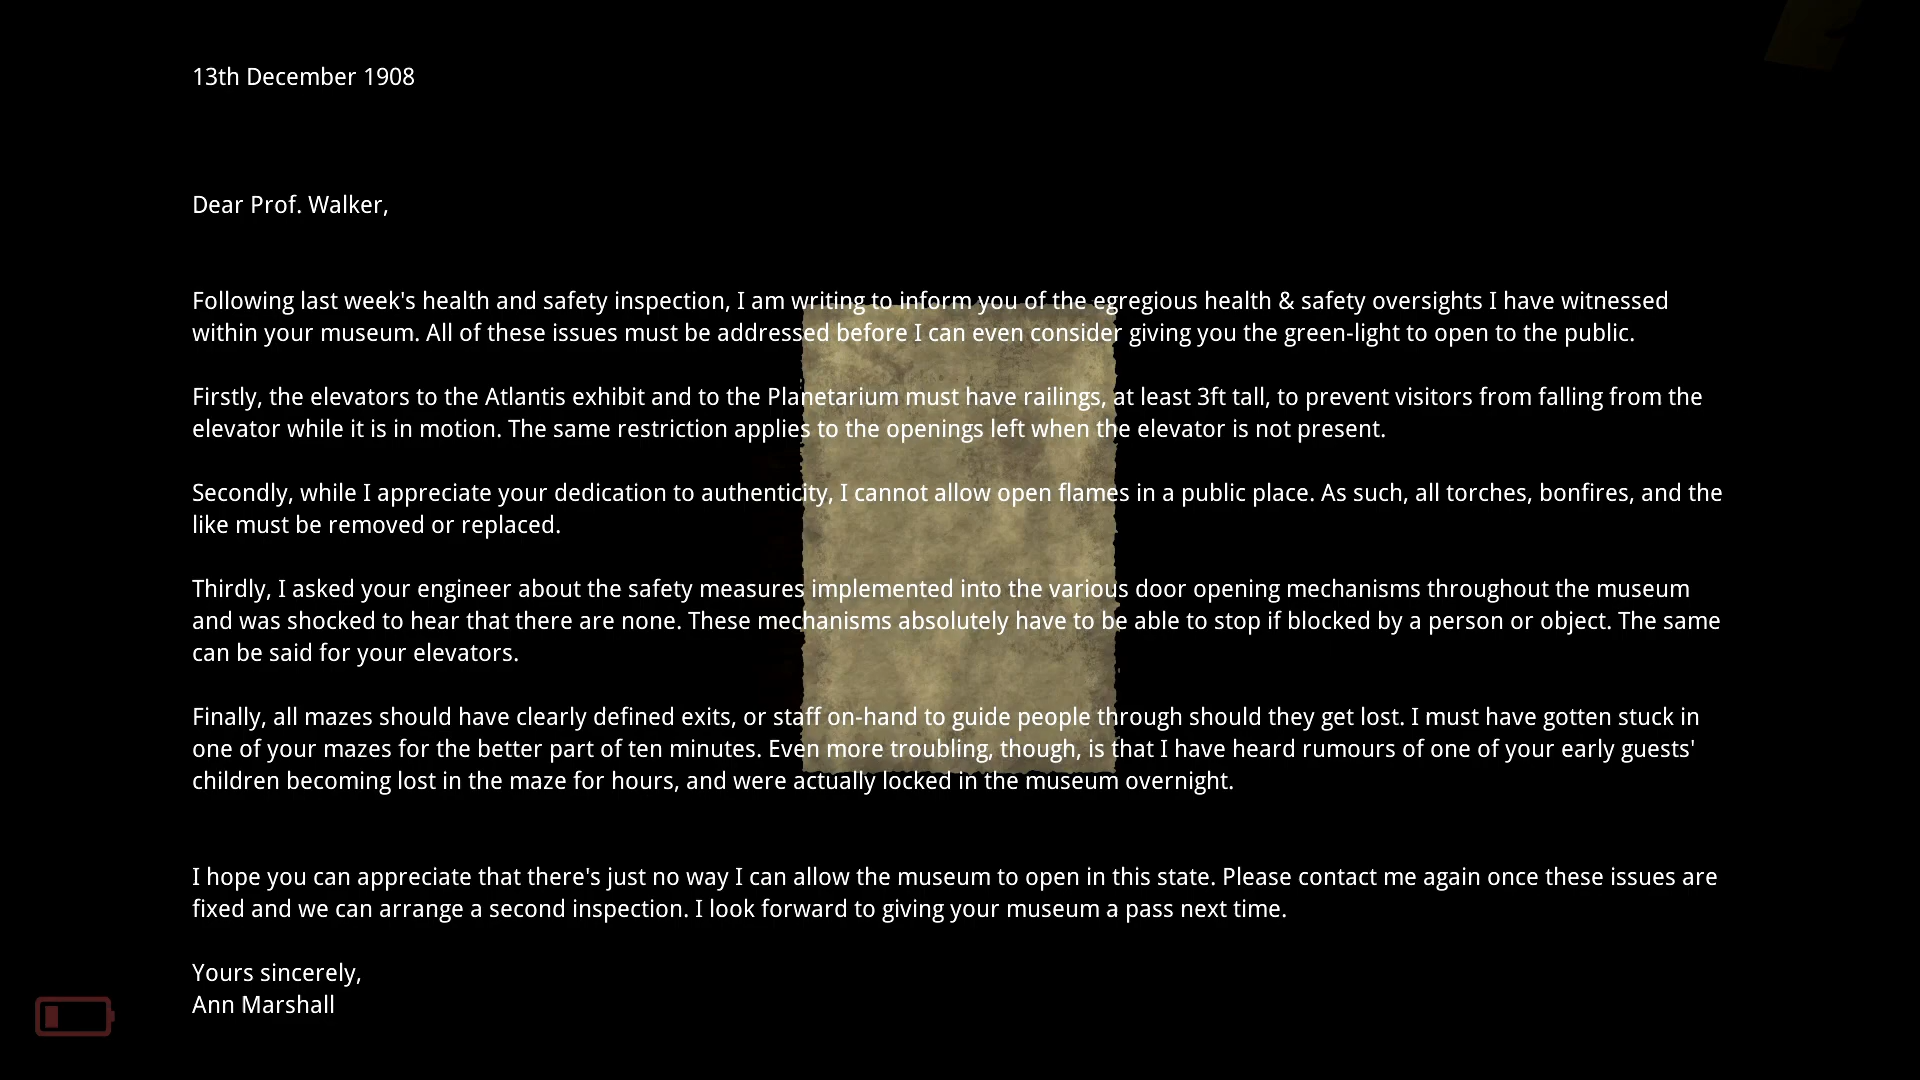 13th December 1908
Dear Prof. Walker,
Following last week's health and safety inspection, I am writing to inform you of the egregious health & safety oversights I have witnessed
within your museum. All of these issues must be addressed before I can even consider giving you the green-light to open to the public.
Firstly, the elevators to the Atlantis exhibit and to the Planetarium must have railings, at least 3ft tall, to prevent visitors from falling from the
elevator while it is in motion. The same restriction applies to the openings left when the elevator is not present.
Secondly, while I appreciate your dedication to authenticity, I cannot allow open flames in a public place. As such, all torches, bonfires, and the
like must be removed or replaced.
Thirdly, I asked your engineer about the safety measures implemented into the various door opening mechanisms throughout the museum
and was shocked to hear that there are none. These mechanisms absolutely have to be able to stop if blocked by a person or object. The same
can be said for your elevators.
Finally, all mazes should have clearly defined exits, or staff on-hand to guide people through should they get lost. I must have gotten stuck in
one of your mazes for the better part of ten minutes. Even more troubling, though, is that I have heard rumours of one of your early guests'
children becoming lost in the maze for hours, and were actually locked in the museum overnight.
I hope you can appreciate that there's just no way I can allow the museum to open in this state. Please contact me again once these issues are
fixed and we can arrange a second inspection. I look forward to giving your museum a pass next time.
Yours sincerely,
Ann Marshall